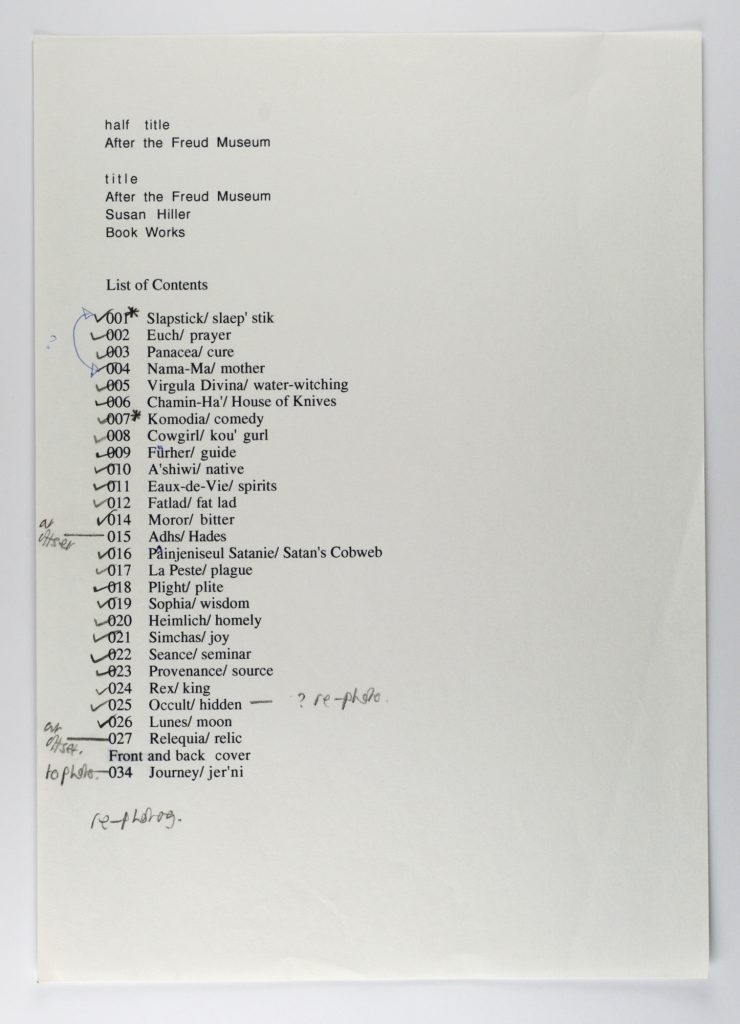 half title
After the Freud Museum
title
After the Freud Museum
Susan Hiller
Book Works
List of Contents
001* Slapstick/ slaep' stik
?
002 Euch/ prayer
003 Panacea/ cure
004 Nama-Ma/ mother
005 Virgula Divina/ water-witching
006 Chamin-Ha'/ House of Knives
007* Komodia/ comedy
008 Cowgirl/ kou' gurl
009 Fürher/ guide
010 A'shiwi/ native
011 Eaux-de-Vie/ spirits
012 Fatlad/ fat lad
014 Moror/ bitter
at
015 Adhs/ Hades
016 Painjeniseul Satanie/ Satan's Cobweb
017 La Peste/ plague
018 Plight/ plite
019 Sophia/ wisdom
020 Heimlich/ homely
021 Simchas/ joy
022 Seance/ seminar
023 Provenance/ source
024 Rex/ king
025 Occult/ hidden — ? re-photo.
026 Lunes/ moon
at
027 Relequia/ relic
Front and back cover
to photo. 034 Journey/ jer'ni
re-photog.